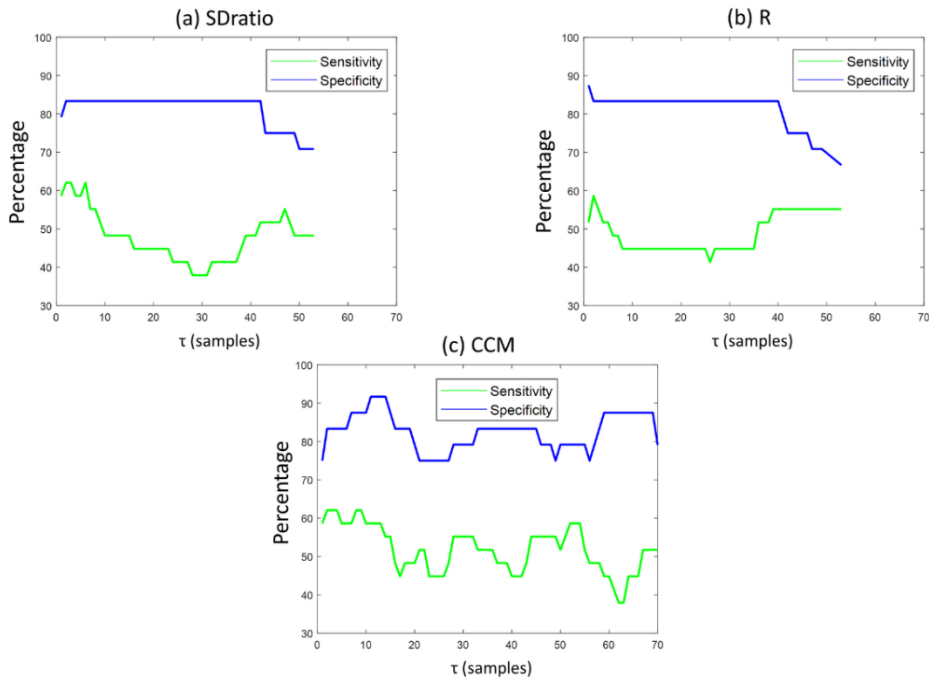 (a) SDratio
100
90
80
70
60
50
40
30
0 10 20 30 40 50 60 70
Percentage
τ (samples)
Sensitivity
Specificity
(b) R
100
90
80
70
60
50
40
30
0 10 20 30 40 50 60 70
Percentage
τ (samples)
Sensitivity
Specificity
(c) CCM
100
90
80
70
60
50
40
30
0 10 20 30 40 50 60 70
Percentage
τ (samples)
Sensitivity
Specificity